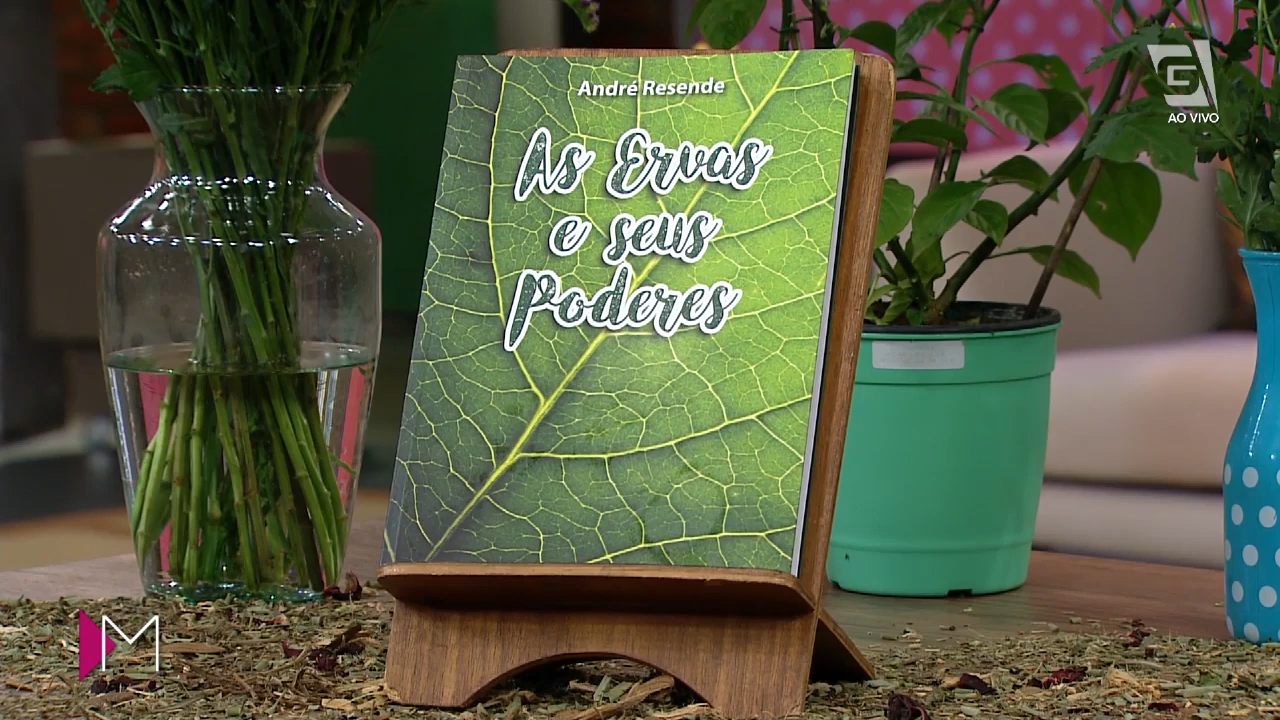 André Resende
As Ervas
e seus
Poderes
G
AO VIVO
M